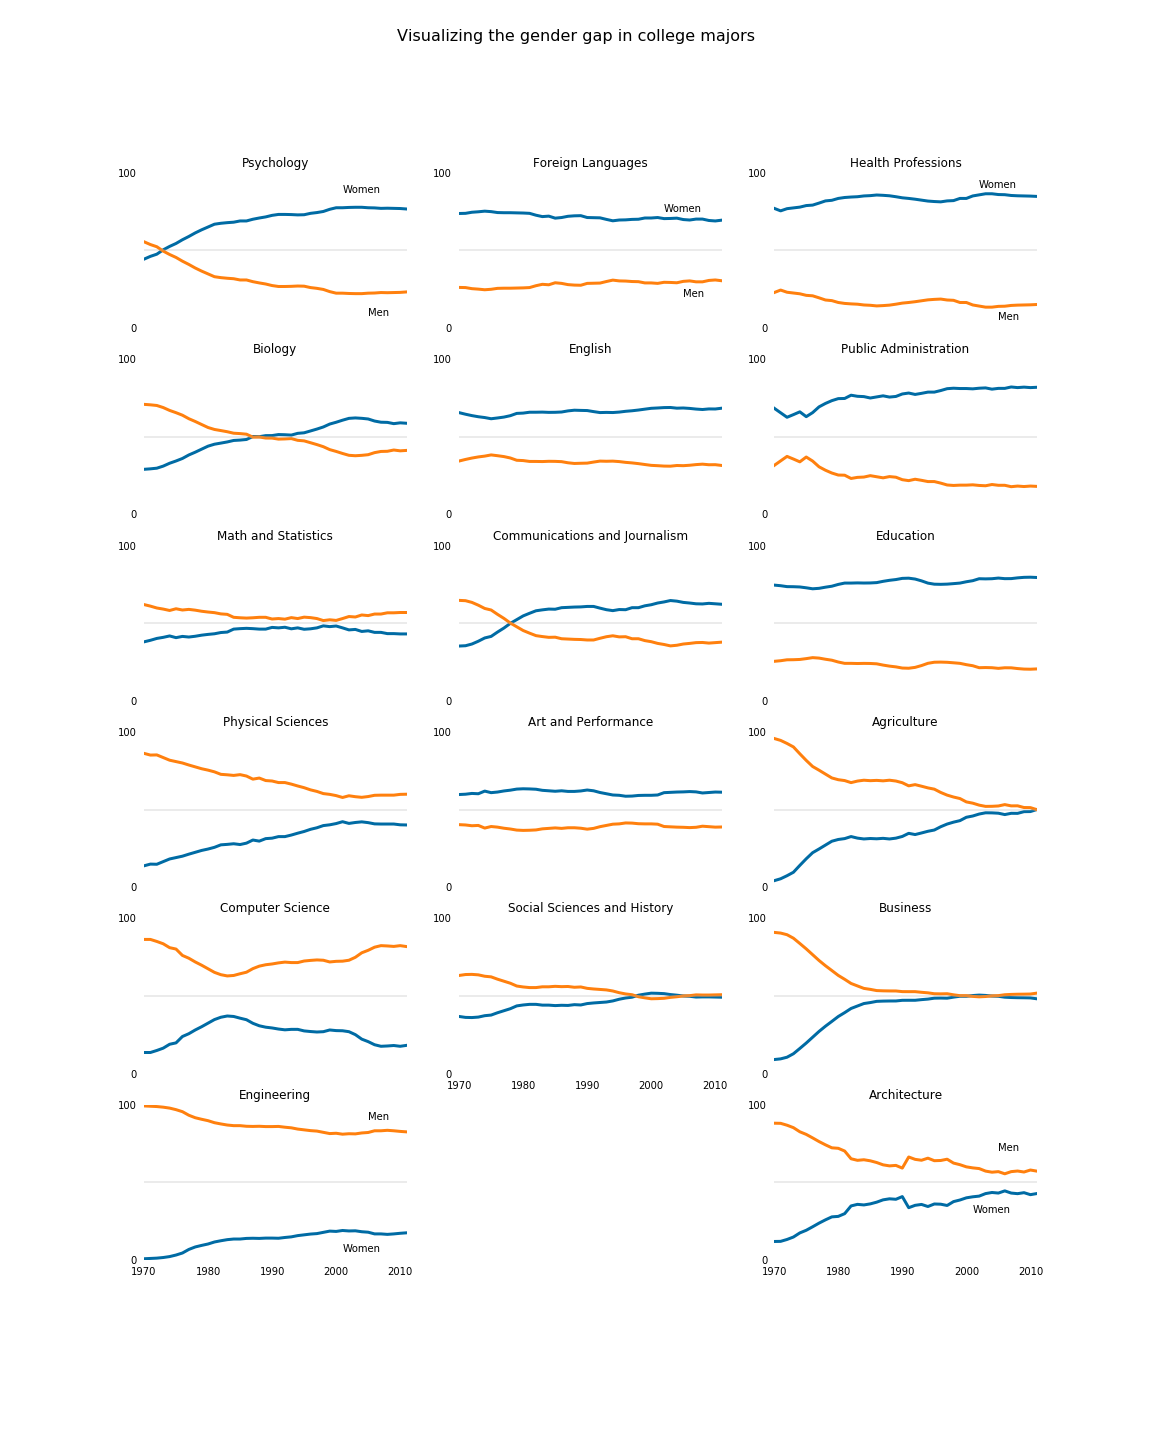 Visualizing the gender gap in college majors
Psychology
100
Women
Men
0
Foreign Languages
100
Women
Men
0
Health Professions
100
Women
Men
0
Biology
100
0
English
100
0
Public Administration
100
0
Math and Statistics
100
0
Communications and Journalism
100
0
Education
100
0
Physical Sciences
100
0
Art and Performance
100
0
Agriculture
100
0
Computer Science
100
0
Social Sciences and History
100
0
1970 1980 1990 2000 2010
Business
100
0
Engineering
100
Men
Women
0
1970 1980 1990 2000 2010
Architecture
100
Men
Women
0
1970 1980 1990 2000 2010